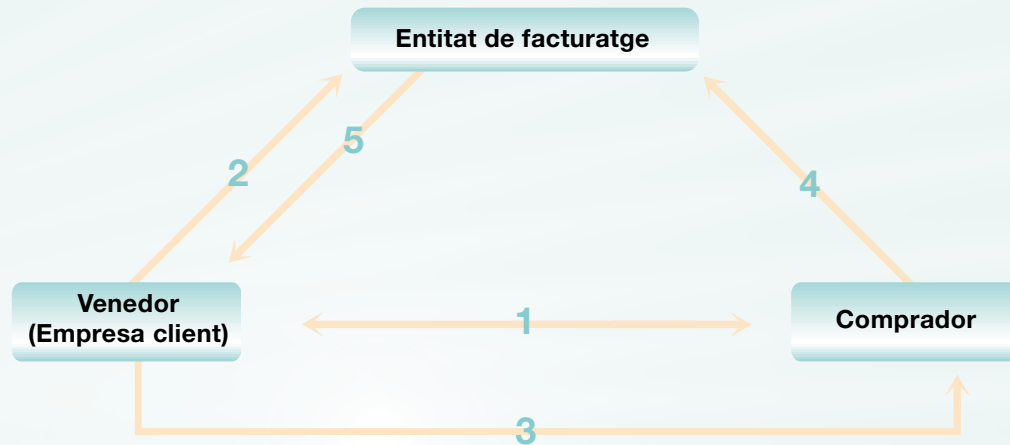 Entitat de facturatge
5
2
4
Venedor
(Empresa client)
1
Comprador
3